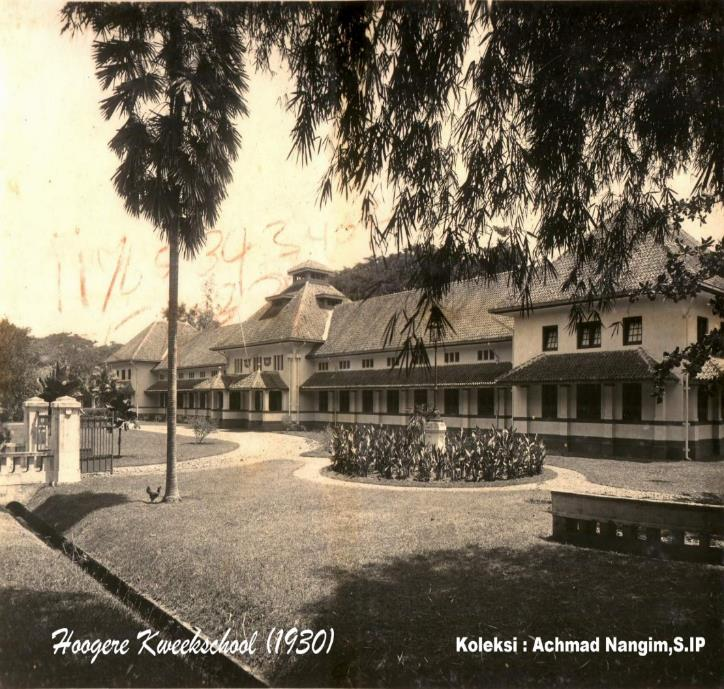 Hoogere Kweekschool (1930)
Koleksi : Achmad Nangim,S.IP